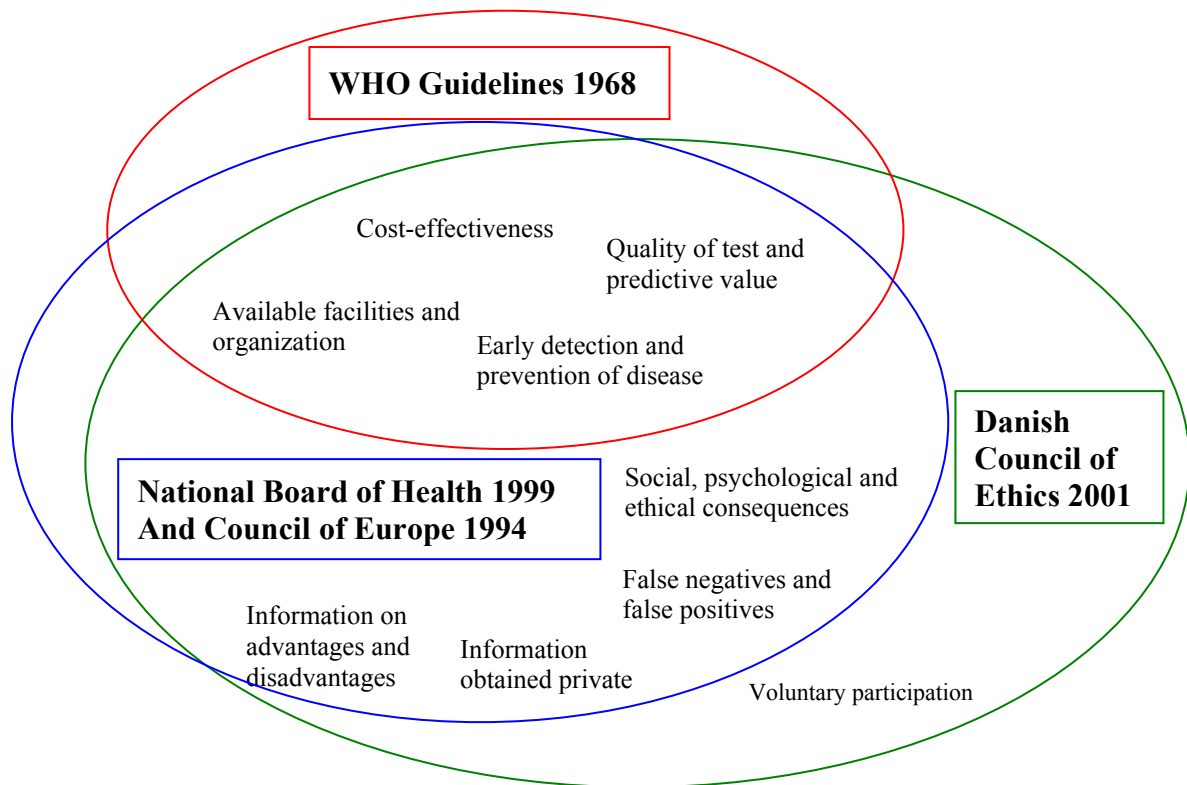 WHO Guidelines 1968
Cost-effectiveness
Quality of test and
predictive value
Available facilities and
organization
Early detection and
prevention of disease
Danish
Council of
Ethics 2001
National Board of Health 1999
And Council of Europe 1994
Social, psychological and
ethical consequences
False negatives and
false positives
Information on
advantages and
disadvantages
Information
obtained private
Voluntary participation